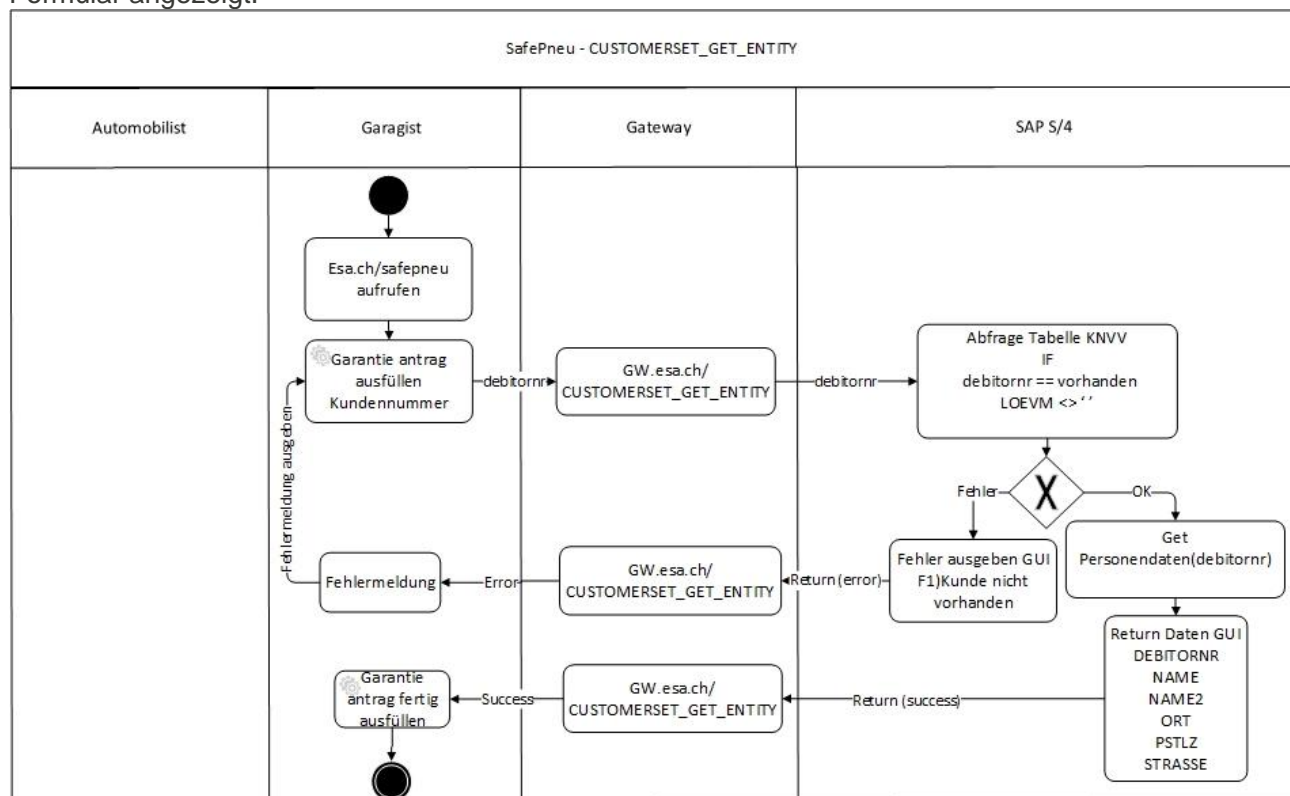 Formular angezeigt.
SafePneu - CUSTOMERSET_GET_ENTITY
Automobilist
Garagist
Gateway
SAP S/4
Esa.ch/safepneu
aufrufen
Garantie antrag
ausfüllen
Kundennummer
debitornr
GW.esa.ch/
CUSTOMERSET_GET_ENTITY
debitornr
Abfrage Tabelle KNVV
IF
debitornr == vorhanden
LOEVM <> ‘ ’
Fehlermeldung ausgeben
Fehler
X
OK
Get
Personendaten(debitornr)
Fehlermeldung
Error
GW.esa.ch/
CUSTOMERSET_GET_ENTITY
Return (error)
Fehler ausgeben GUI
F1)Kunde nicht
vorhanden
Garantie
antrag fertig
ausfüllen
Success
GW.esa.ch/
CUSTOMERSET_GET_ENTITY
Return (success)
Return Daten GUI
DEBITORNR
NAME
NAME2
ORT
PSTLZ
STRASSE